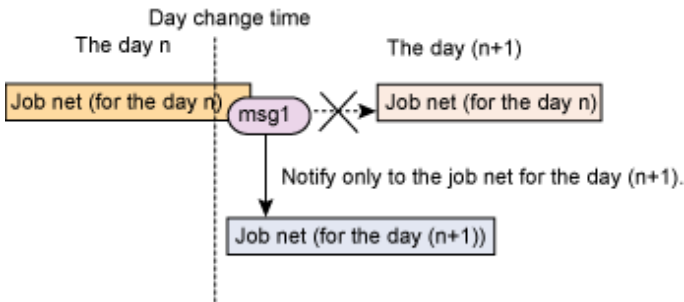 Day change time
The day n
The day (n+1)
Job net (for the day n)
msg1
Job net (for the day n)
Notify only to the job net for the day (n+1).
Job net (for the day (n+1))